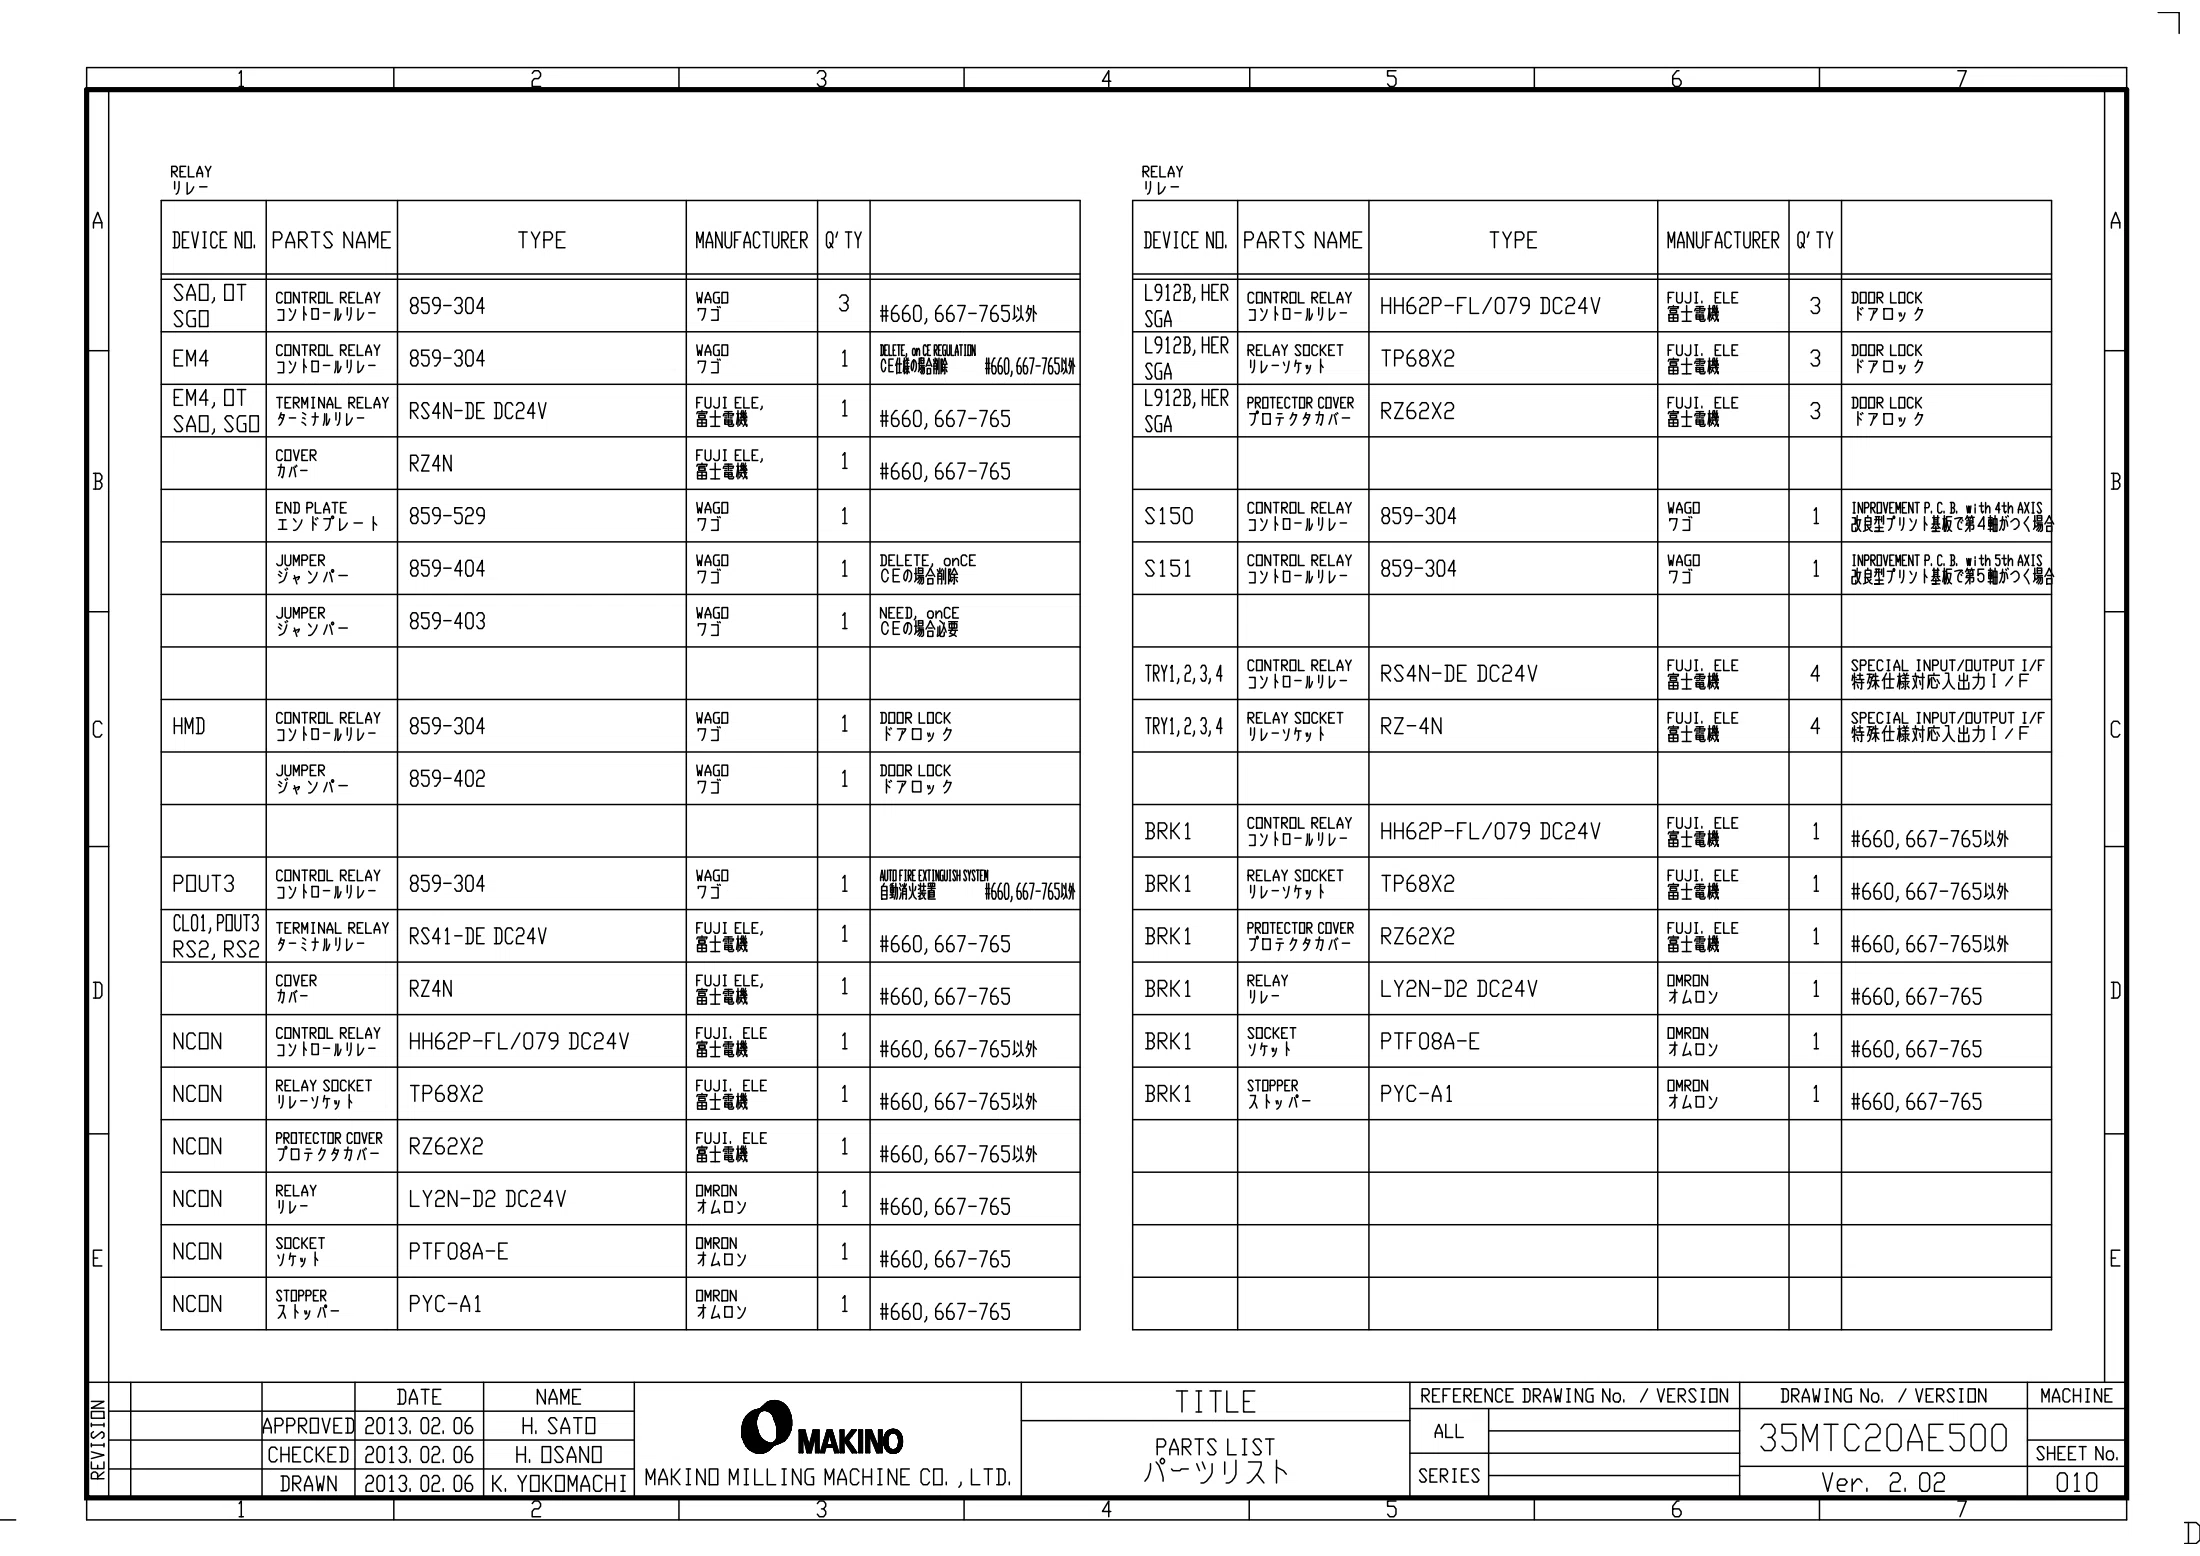 1 2 3 4 5 6 7
A
B
C
D
E
RELAY
リレー
DEVICE NO. PARTS NAME TYPE MANUFACTURER Q'TY
SAO, OT SGO CONTROL RELAY コントロールリレー 859-304 WAGO ワゴ 3 #660, 667-765以外
EM4 CONTROL RELAY コントロールリレー 859-304 WAGO ワゴ 1 DELETE, on CE REGULATION CE仕様の場合削除 #660, 667-765以外
EM4, OT SAO, SGO TERMINAL RELAY ターミナルリレー RS4N-DE DC24V FUJI ELE, 富士電機 1 #660, 667-765
COVER カバー RZ4N FUJI ELE, 富士電機 1 #660, 667-765
END PLATE エンドプレート 859-529 WAGO ワゴ 1
JUMPER ジャンパー 859-404 WAGO ワゴ 1 DELETE, onCE CEの場合削除
JUMPER ジャンパー 859-403 WAGO ワゴ 1 NEED, onCE CEの場合必要
HMD CONTROL RELAY コントロールリレー 859-304 WAGO ワゴ 1 DOOR LOCK ドアロック
JUMPER ジャンパー 859-402 WAGO ワゴ 1 DOOR LOCK ドアロック
POUT3 CONTROL RELAY コントロールリレー 859-304 WAGO ワゴ 1 AUTO FIRE EXTINGUISH SYSTEM 自動消火装置 #660, 667-765以外
CL01, POUT3 RS2, RS2 TERMINAL RELAY ターミナルリレー RS41-DE DC24V FUJI ELE, 富士電機 1 #660, 667-765
COVER カバー RZ4N FUJI ELE, 富士電機 1 #660, 667-765
NCON CONTROL RELAY コントロールリレー HH62P-FL/079 DC24V FUJI. ELE 富士電機 1 #660, 667-765以外
NCON RELAY SOCKET リレーソケット TP68X2 FUJI. ELE 富士電機 1 #660, 667-765以外
NCON PROTECTOR COVER プロテクタカバー RZ62X2 FUJI. ELE 富士電機 1 #660, 667-765以外
NCON RELAY リレー LY2N-D2 DC24V OMRON オムロン 1 #660, 667-765
NCON SOCKET ソケット PTF08A-E OMRON オムロン 1 #660, 667-765
NCON STOPPER ストッパー PYC-A1 OMRON オムロン 1 #660, 667-765
RELAY
リレー
DEVICE NO. PARTS NAME TYPE MANUFACTURER Q'TY
L912B, HER SGA CONTROL RELAY コントロールリレー HH62P-FL/079 DC24V FUJI. ELE 富士電機 3 DOOR LOCK ドアロック
L912B, HER SGA RELAY SOCKET リレーソケット TP68X2 FUJI. ELE 富士電機 3 DOOR LOCK ドアロック
L912B, HER SGA PROTECTOR COVER プロテクタカバー RZ62X2 FUJI. ELE 富士電機 3 DOOR LOCK ドアロック
S150 CONTROL RELAY コントロールリレー 859-304 WAGO ワゴ 1 INPROVEMENT P.C.B. with 4th AXIS 改良型プリント基板で第4軸がつく場合
S151 CONTROL RELAY コントロールリレー 859-304 WAGO ワゴ 1 INPROVEMENT P.C.B. with 5th AXIS 改良型プリント基板で第5軸がつく場合
TRY1, 2, 3, 4 CONTROL RELAY コントロールリレー RS4N-DE DC24V FUJI. ELE 富士電機 4 SPECIAL INPUT/OUTPUT I/F 特殊仕様対応入出力I/F
TRY1, 2, 3, 4 RELAY SOCKET リレーソケット RZ-4N FUJI. ELE 富士電機 4 SPECIAL INPUT/OUTPUT I/F 特殊仕様対応入出力I/F
BRK1 CONTROL RELAY コントロールリレー HH62P-FL/079 DC24V FUJI. ELE 富士電機 1 #660, 667-765以外
BRK1 RELAY SOCKET リレーソケット TP68X2 FUJI. ELE 富士電機 1 #660, 667-765以外
BRK1 PROTECTOR COVER プロテクタカバー RZ62X2 FUJI. ELE 富士電機 1 #660, 667-765以外
BRK1 RELAY リレー LY2N-D2 DC24V OMRON オムロン 1 #660, 667-765
BRK1 SOCKET ソケット PTF08A-E OMRON オムロン 1 #660, 667-765
BRK1 STOPPER ストッパー PYC-A1 OMRON オムロン 1 #660, 667-765
A
B
C
D
E
REVISION
DATE NAME
APPROVED 2013. 02. 06 H. SATO
CHECKED 2013. 02. 06 H. OSANO
DRAWN 2013. 02. 06 K. YOKOMACHI
MAKINO
MAKINO MILLING MACHINE CO. , LTD.
TITLE
PARTS LIST
パーツリスト
REFERENCE DRAWING No. / VERSION
ALL
SERIES
DRAWING No. / VERSION
35MTC20AE500
Ver. 2. 02
MACHINE
SHEET No.
010
1 2 3 4 5 6 7
D